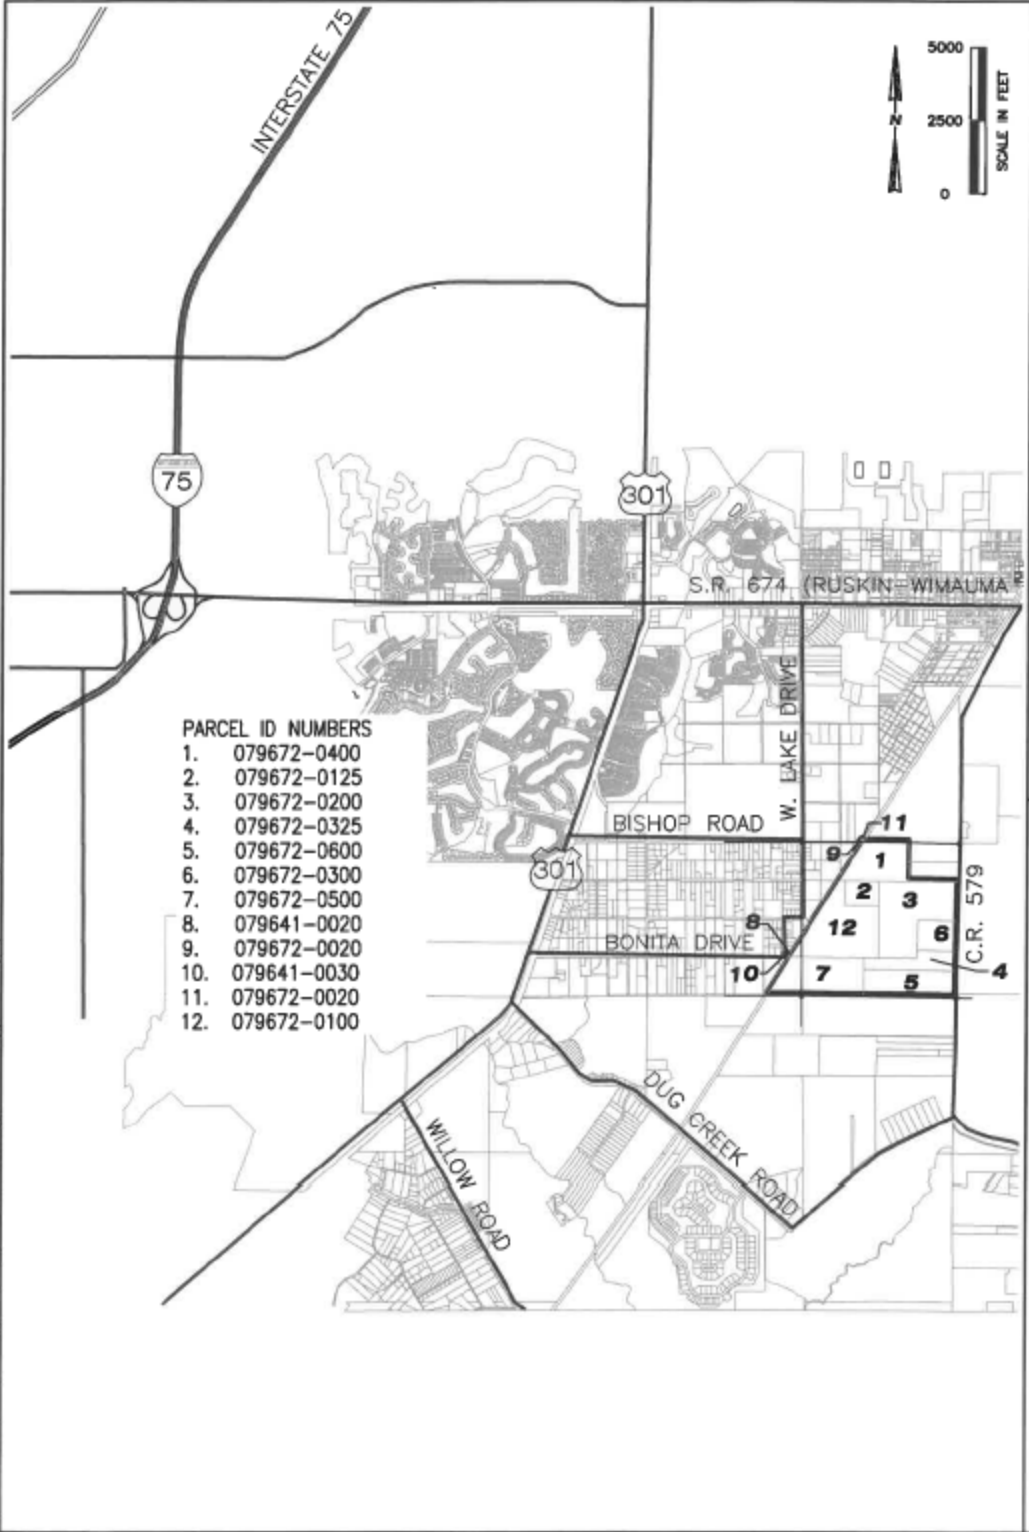 INTERSTATE 75
5000
2500
0
N
SCALE IN FEET
75
301
S.R. 674 (RUSKIN-WIMAUMA
W. LAKE DRIVE
PARCEL ID NUMBERS
1. 079672-0400
2. 079672-0125
3. 079672-0200
4. 079672-0325
5. 079672-0600
6. 079672-0300
7. 079672-0500
8. 079641-0020
9. 079672-0020
10. 079641-0030
11. 079672-0020
12. 079672-0100
BISHOP ROAD
11
9
1
301
2
3
C.R. 579
8
12
6
BONITA DRIVE
10
7
5
4
DUG CREEK ROAD
WILLOW ROAD